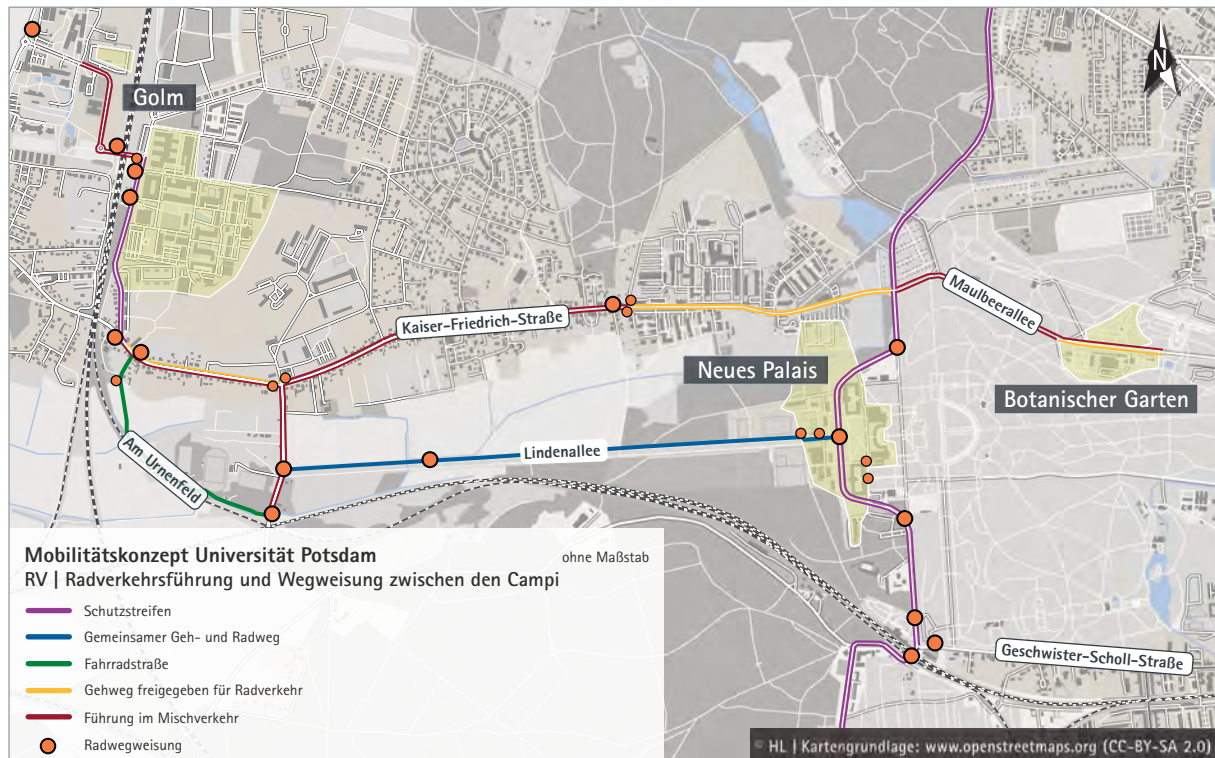 N
Golm
Maulbeerallee
Kaiser-Friedrich-Straße
Neues Palais
Botanischer Garten
Lindenallee
Am Urnenfeld
Mobilitätskonzept Universität Potsdam
ohne Maßstab
RV | Radverkehrsführung und Wegweisung zwischen den Campi
Schutzstreifen
Gemeinsamer Geh- und Radweg
Fahrradstraße
Gehweg freigegeben für Radverkehr
Führung im Mischverkehr
Radwegweisung
Geschwister-Scholl-Straße
© HL | Kartengrundlage: www.openstreetmaps.org (CC-BY-SA 2.0)